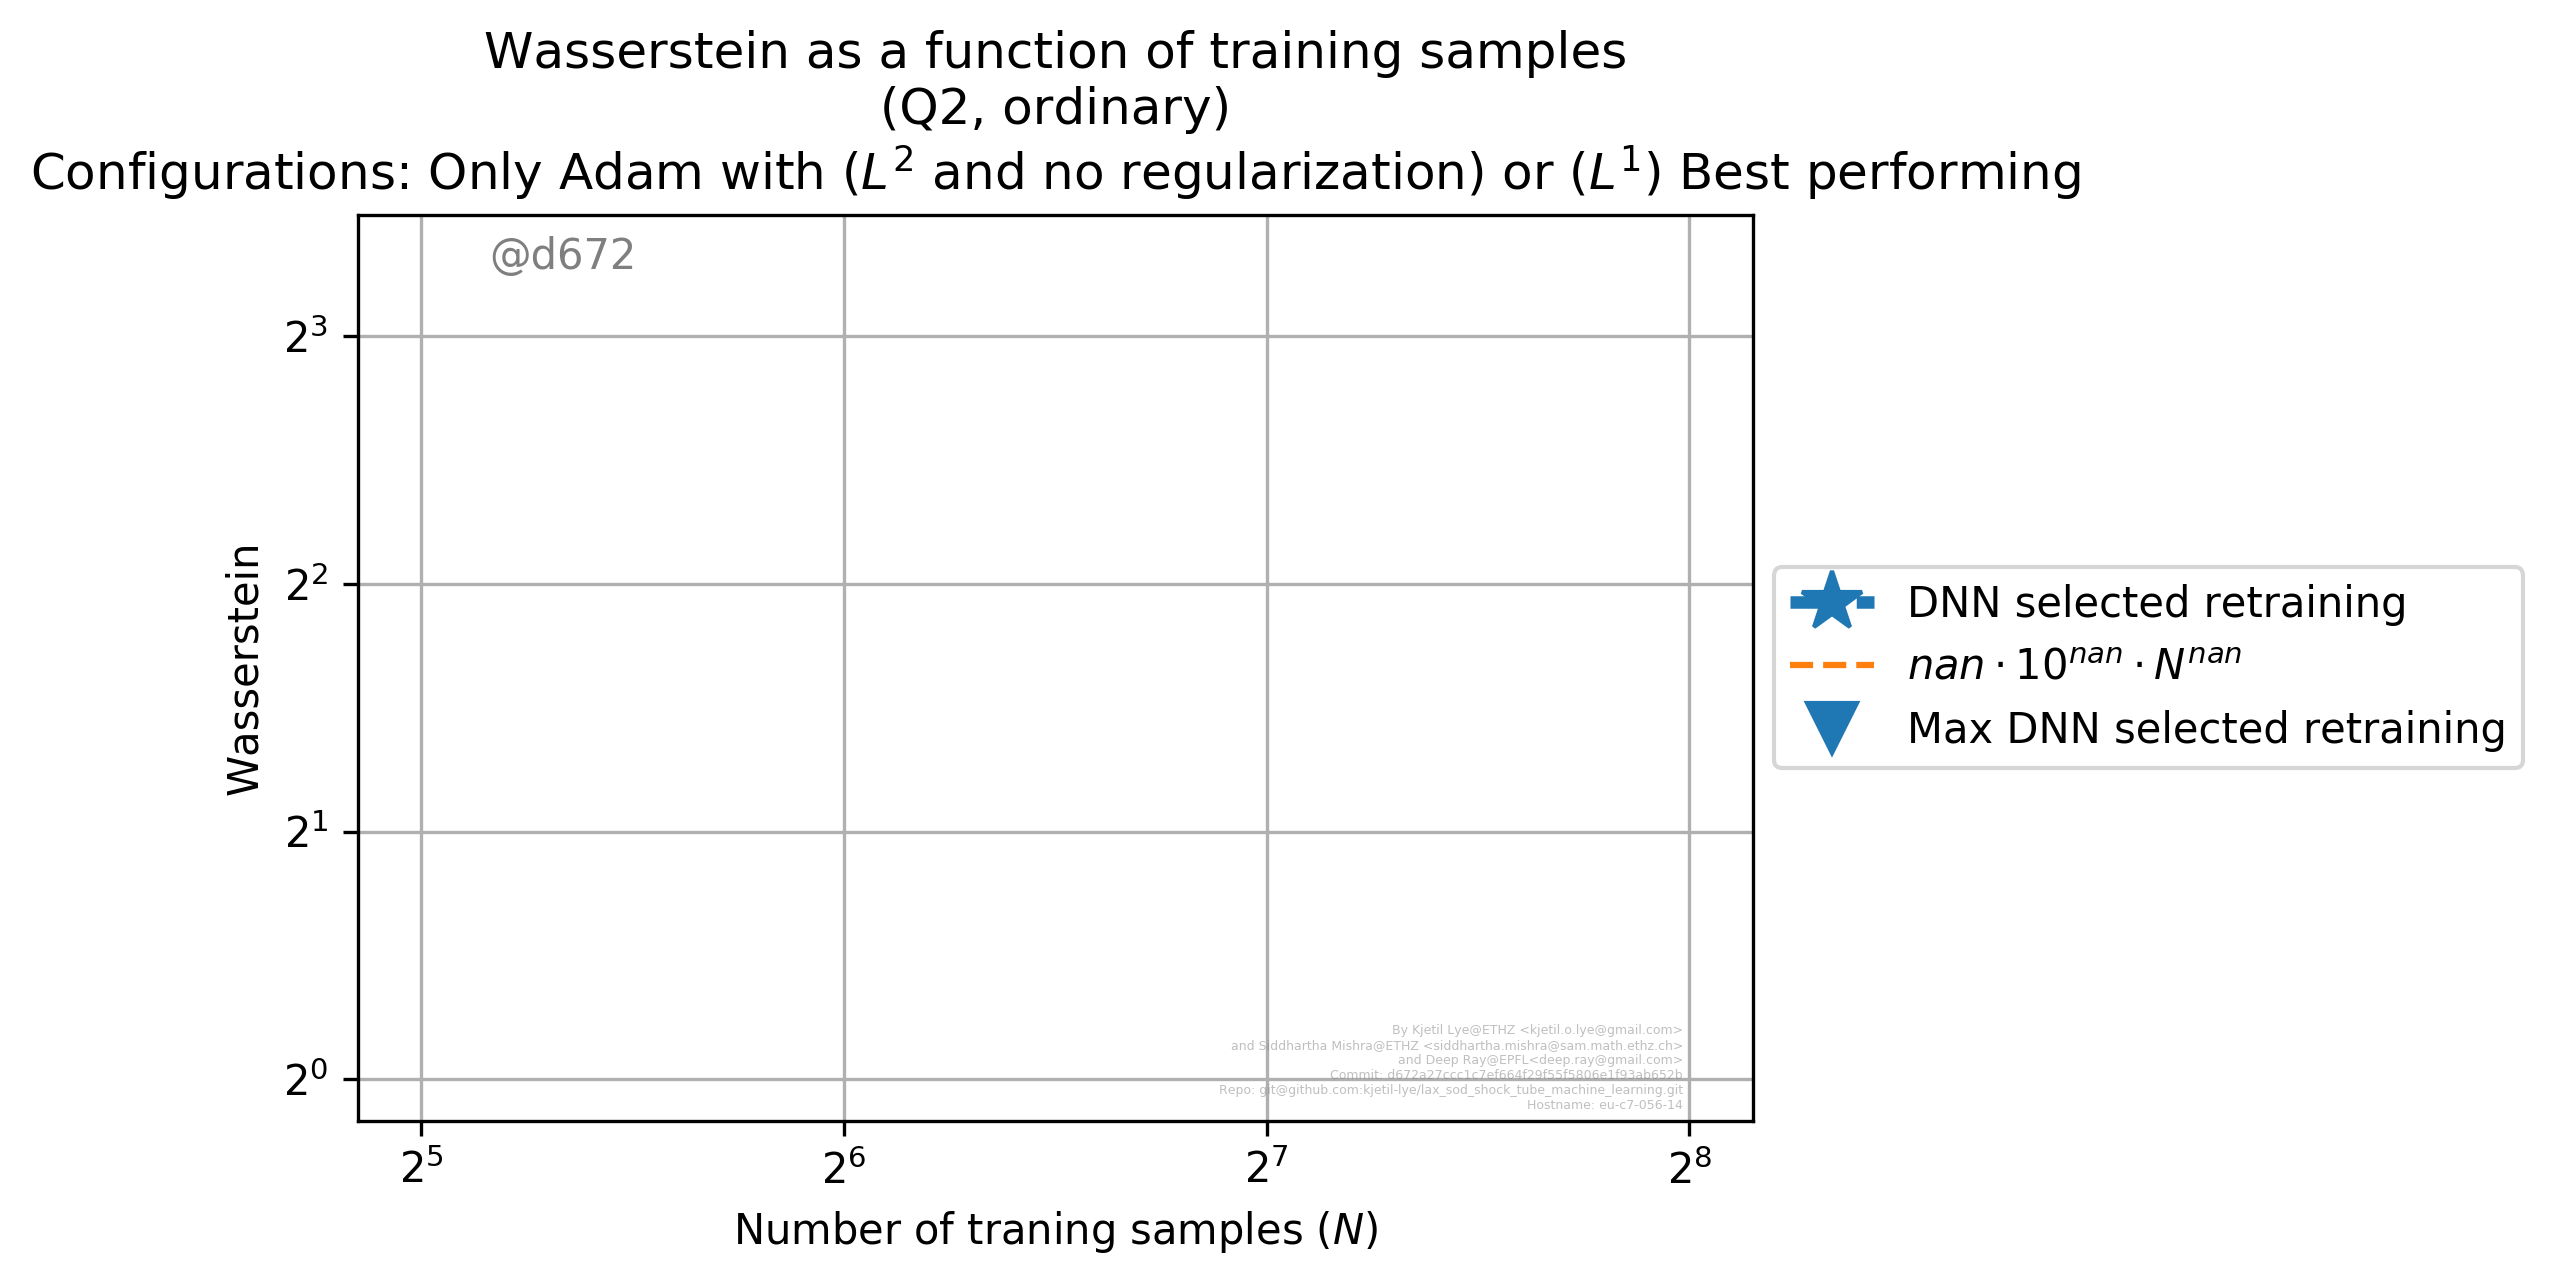 Wasserstein as a function of training samples
(Q2, ordinary)
Configurations: Only Adam with (L² and no regularization) or (L¹) Best performing
@d672
2³
2²
2¹
2⁰
Wasserstein
DNN selected retraining
nan · 10ⁿᵃⁿ · Nⁿᵃⁿ
Max DNN selected retraining
By Kjetil Lye@ETHZ <kjetil.o.lye@gmail.com>
and Siddhartha Mishra@ETHZ <siddhartha.mishra@sam.math.ethz.ch>
and Deep Ray@EPFL<deep.ray@gmail.com>
Commit: d672a27ccc1c7ef664f29f55f5806e1f93ab652b
Repo: git@github.com:kjetil-lye/lax_sod_shock_tube_machine_learning.git
Hostname: eu-c7-056-14
2⁵ 2⁶ 2⁷ 2⁸
Number of traning samples (N)